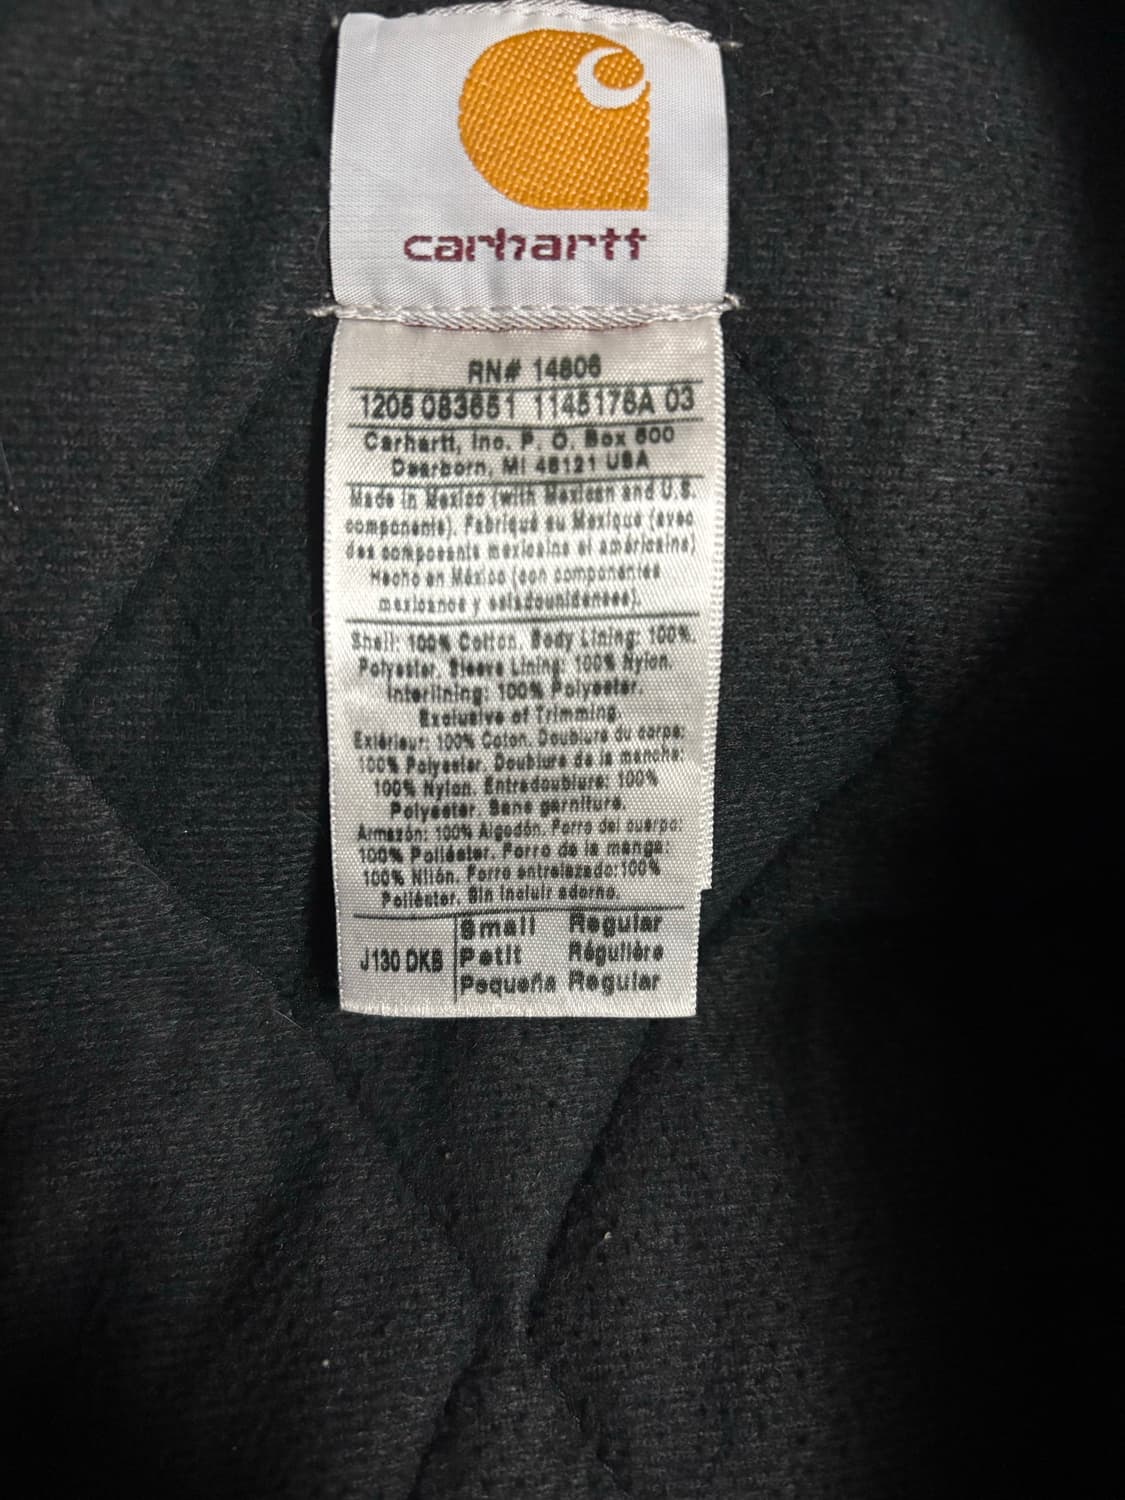 carhartt
RN# 14806
1205 083651 1145176A 03
Carhartt, Inc. P. O. Box 600
Dearborn, MI 48121 USA
Made in Mexico (with Mexican and U.S.
components). Fabriqué au Mexique (avec
des composants mexicains et américains)
Hecho en México (con componentes
mexicanos y estadounidenses).
Shell: 100% Cotton. Body Lining: 100%
Polyester. Sleeve Lining: 100% Nylon.
Interlining: 100% Polyester.
Exclusive of Trimming.
Extérieur: 100% Coton. Doublure du corps:
100% Polyester. Doublure de la manche:
100% Nylon. Entredoublure: 100%
Polyester. Sans garniture.
Armazón: 100% Algodón. Forro del cuerpo:
100% Poliéster. Forro de la manga:
100% Nilón. Forro entrelazado:100%
Poliéster. Sin incluir adorno.
J130 DKB
Small Regular
Petit Régulière
Pequeña Regular